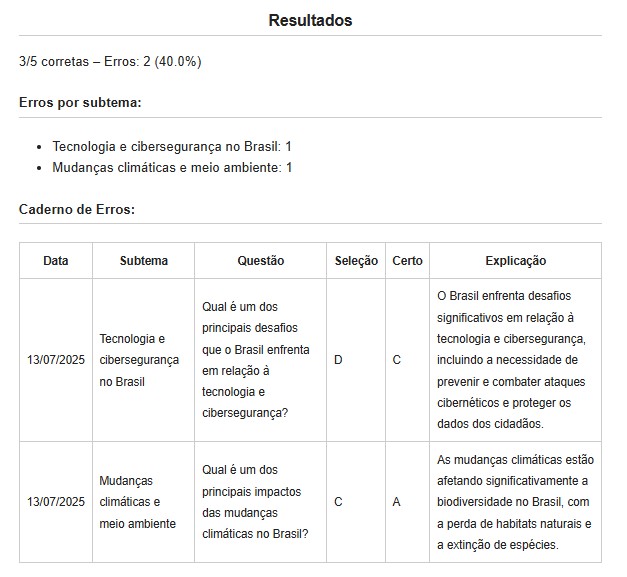 Resultados
3/5 corretas – Erros: 2 (40.0%)
Erros por subtema:
• Tecnologia e cibersegurança no Brasil: 1
• Mudanças climáticas e meio ambiente: 1
Caderno de Erros:
Data Subtema Questão Seleção Certo Explicação
13/07/2025
Tecnologia e
cibersegurança
no Brasil
Qual é um dos
principais desafios
que o Brasil enfrenta
em relação à
tecnologia e
cibersegurança?
D
C
O Brasil enfrenta desafios
significativos em relação à
tecnologia e cibersegurança,
incluindo a necessidade de
prevenir e combater ataques
cibernéticos e proteger os
dados dos cidadãos.
13/07/2025
Mudanças
climáticas e
meio ambiente
Qual é um dos
principais impactos
das mudanças
climáticas no Brasil?
C
A
As mudanças climáticas estão
afetando significativamente a
biodiversidade no Brasil, com
a perda de habitats naturais e
a extinção de espécies.